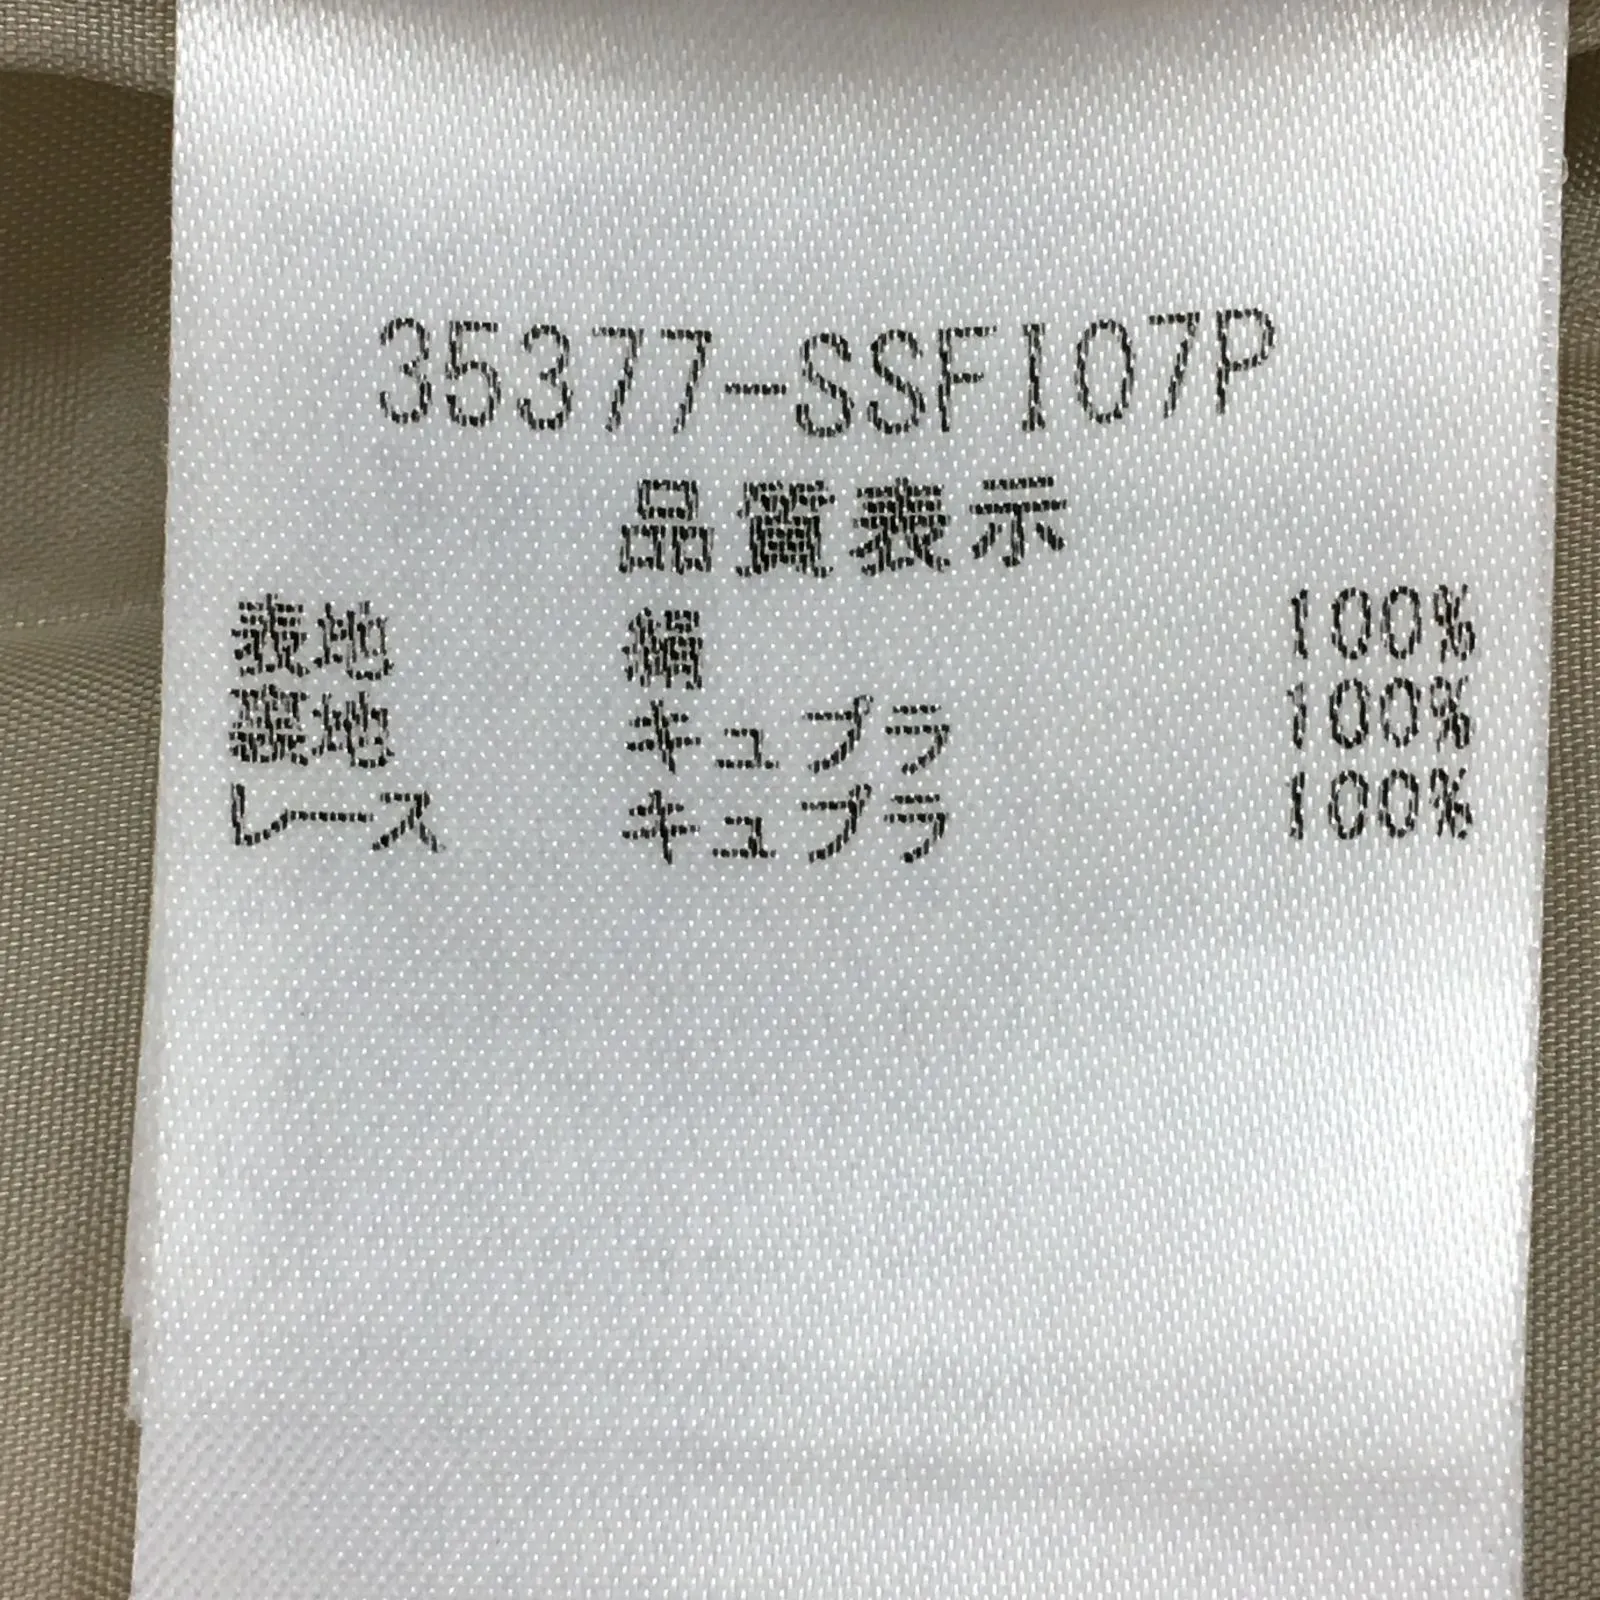 35377-SSFI07P
品質表示
表地 絹 100%
裏地 キュプラ 100%
レース キュプラ 100%